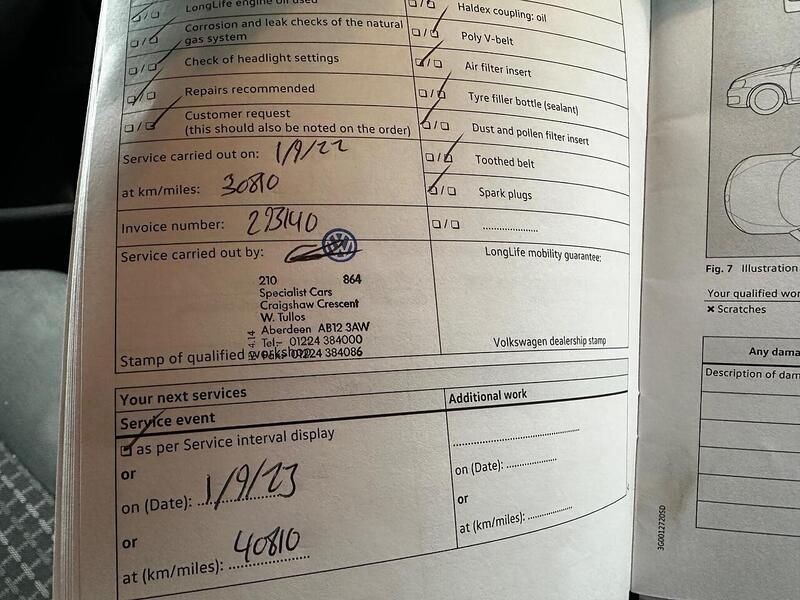 LongLife engine oil used
Corrosion and leak checks of the natural
gas system
Check of headlight settings
Repairs recommended
Customer request
(this should also be noted on the order)
Service carried out on: 1/9/22
at km/miles: 30810
Invoice number: 293140
Service carried out by:
210 864
Specialist Cars
Craigshaw Crescent
W. Tullos
Aberdeen AB12 3AW
Tel:- 01224 384000
01224 384086
Stamp of qualified workshop
Haldex coupling: oil
Poly V-belt
Air filter insert
Tyre filler bottle (sealant)
Dust and pollen filter insert
Toothed belt
Spark plugs
....................
LongLife mobility guarantee:
Volkswagen dealership stamp
Your next services
Service event
as per Service interval display
or
on (Date): 1/9/23
or
at (km/miles): 40810
Additional work
on (Date): ................
or
at (km/miles): ..............
Fig. 7 Illustration
Your qualified wor
✗ Scratches
Any dama
Description of dam
3G0012720SD